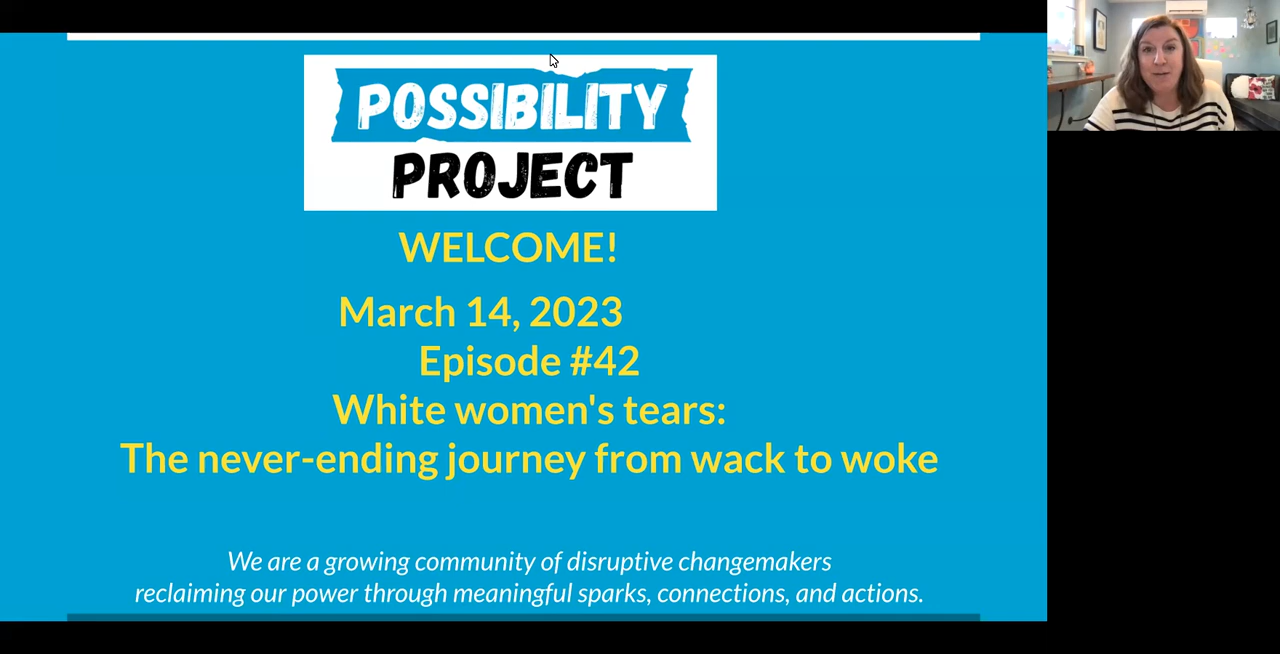 POSSIBILITY
PROJECT
WELCOME!
March 14, 2023
Episode #42
White women's tears:
The never-ending journey from wack to woke
We are a growing community of disruptive changemakers
reclaiming our power through meaningful sparks, connections, and actions.